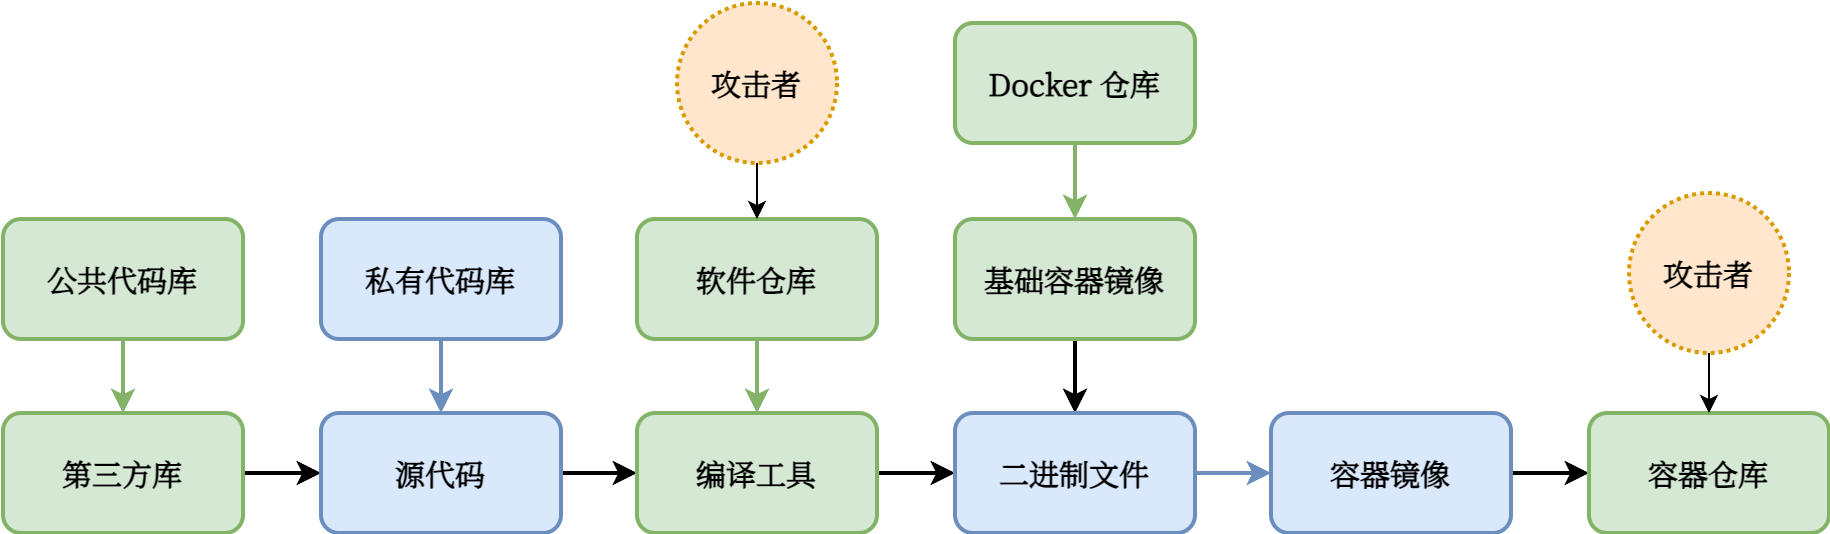 攻击者
Docker 仓库
公共代码库
私有代码库
软件仓库
基础容器镜像
攻击者
第三方库
源代码
编译工具
二进制文件
容器镜像
容器仓库